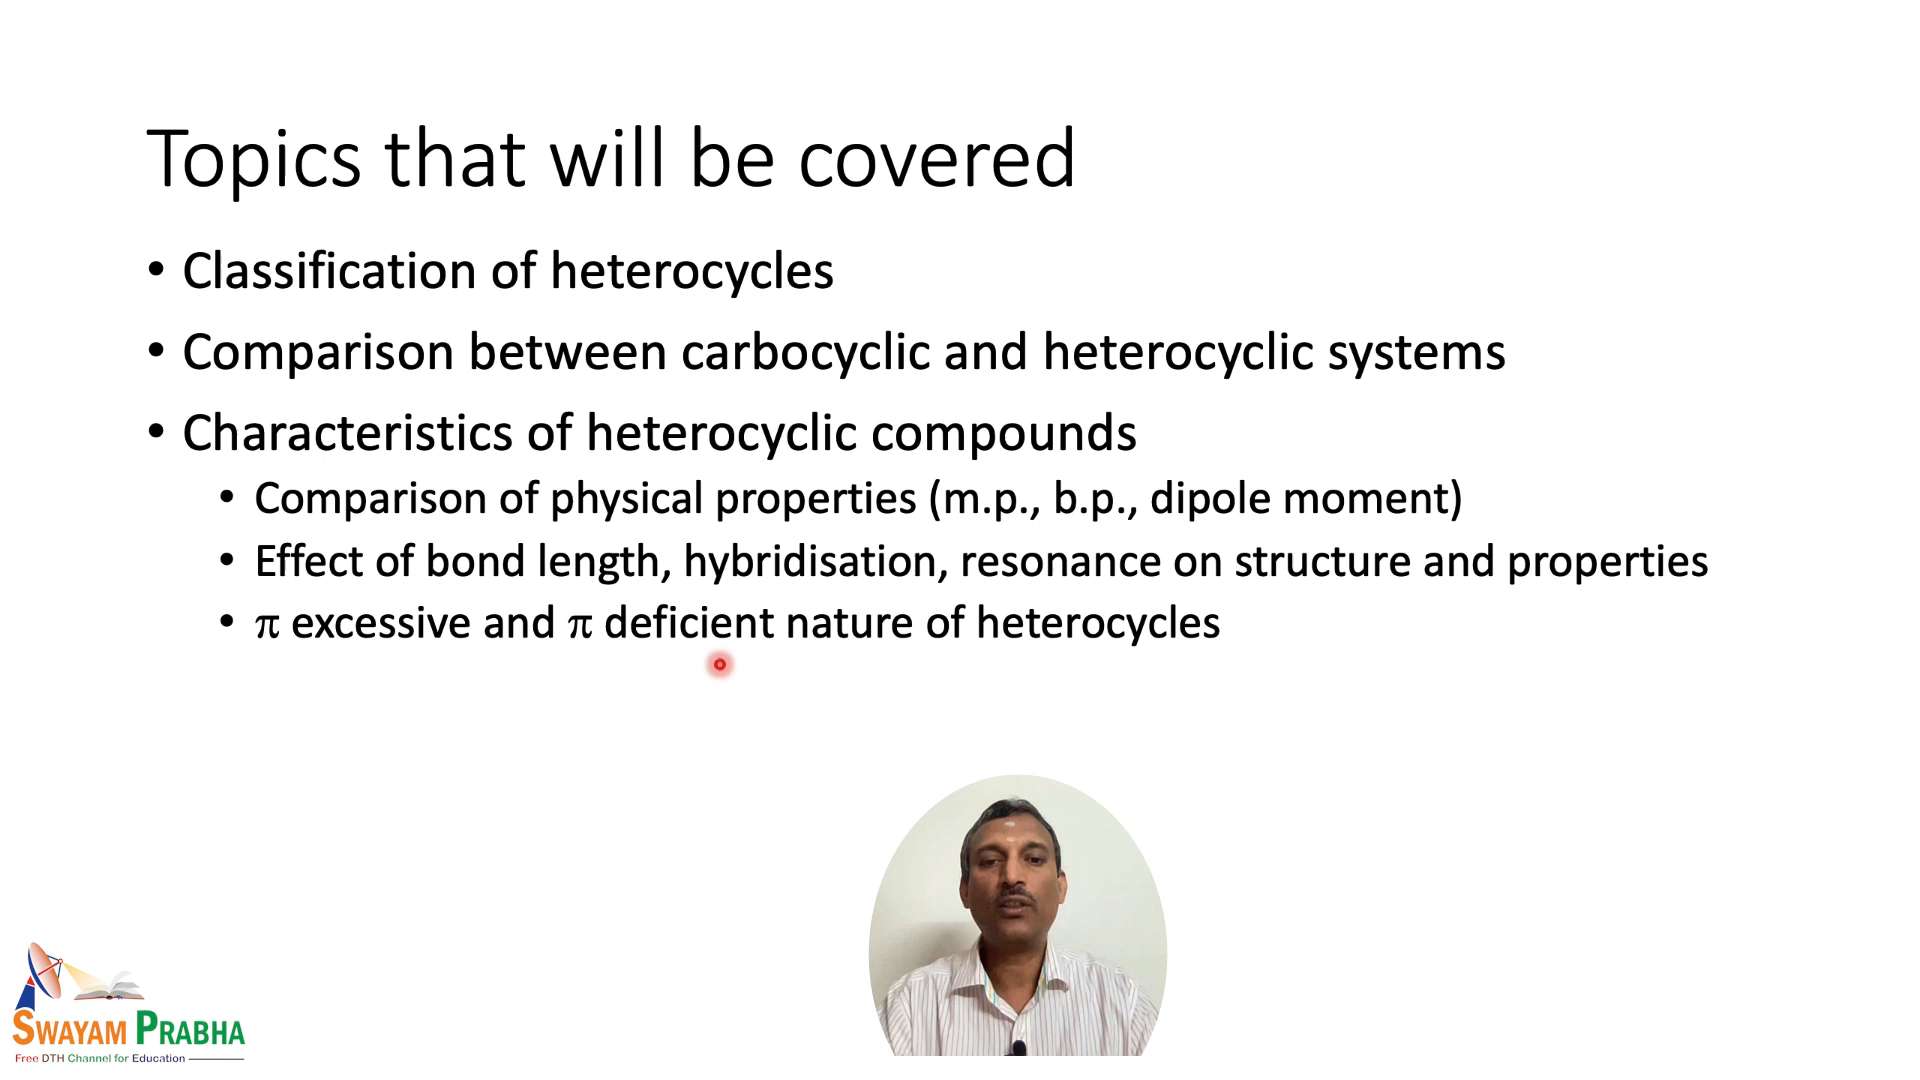 Topics that will be covered
• Classification of heterocycles
• Comparison between carbocyclic and heterocyclic systems
• Characteristics of heterocyclic compounds
• Comparison of physical properties (m.p., b.p., dipole moment)
• Effect of bond length, hybridisation, resonance on structure and properties
• π excessive and π deficient nature of heterocycles
SWAYAM PRABHA
Free DTH Channel for Education